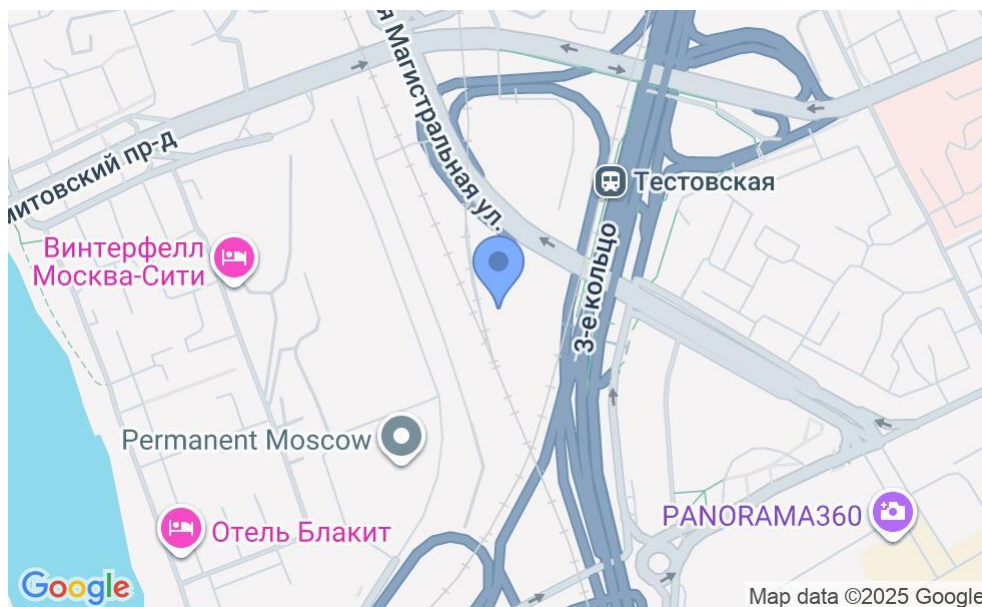 я Магистральная ул.
Тестовская
митовский пр-д
Винтерфелл
Москва-Сити
3-е кольцо
Permanent Moscow
PANORAMA360
Отель Блакит
Google
Map data ©2025 Google